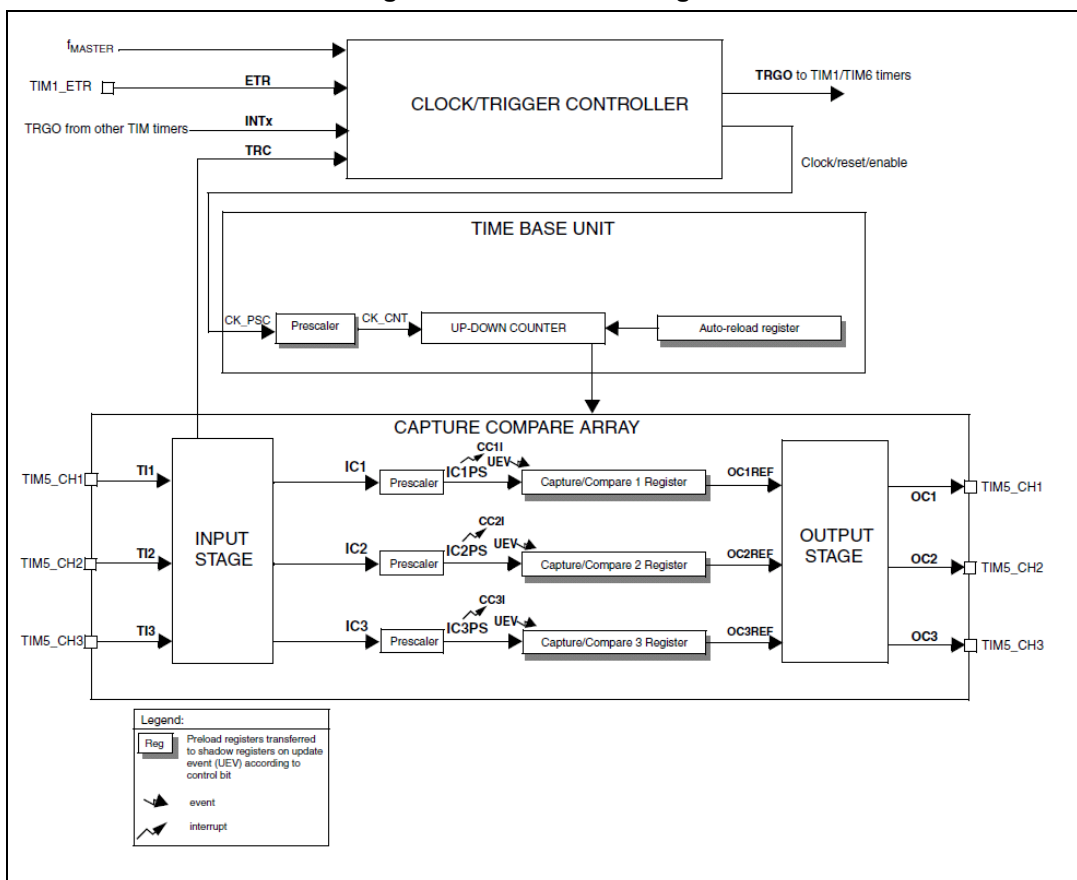 fMASTER
TIM1_ETR
ETR
CLOCK/TRIGGER CONTROLLER
TRGO to TIM1/TIM6 timers
TRGO from other TIM timers
INTx
TRC
Clock/reset/enable
TIME BASE UNIT
CK_PSC
Prescaler
CK_CNT
UP-DOWN COUNTER
Auto-reload register
CAPTURE COMPARE ARRAY
TIM5_CH1
TI1
IC1
Prescaler
IC1PS
CC1I
UEV
Capture/Compare 1 Register
OC1REF
OC1
TIM5_CH1
INPUT
STAGE
OUTPUT
STAGE
TIM5_CH2
TI2
IC2
Prescaler
IC2PS
CC2I
UEV
Capture/Compare 2 Register
OC2REF
OC2
TIM5_CH2
TIM5_CH3
TI3
IC3
Prescaler
IC3PS
CC3I
UEV
Capture/Compare 3 Register
OC3REF
OC3
TIM5_CH3
Legend:
Reg
Preload registers transferred
to shadow registers on update
event (UEV) according to
control bit
event
interrupt